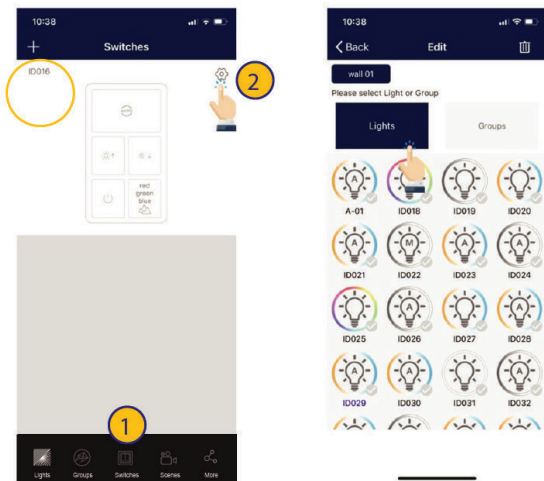 10:38
Switches
ID016
2
red
green
blue
1
Lights Groups Switches Scenes More
10:38
Back Edit
wall 01
Please select Light or Group
Lights Groups
A A
A-01 ID018 ID019 ID020
A M A A
ID021 ID022 ID023 ID024
A A A
ID025 ID026 ID027 ID028
A A A
ID029 ID030 ID031 ID032